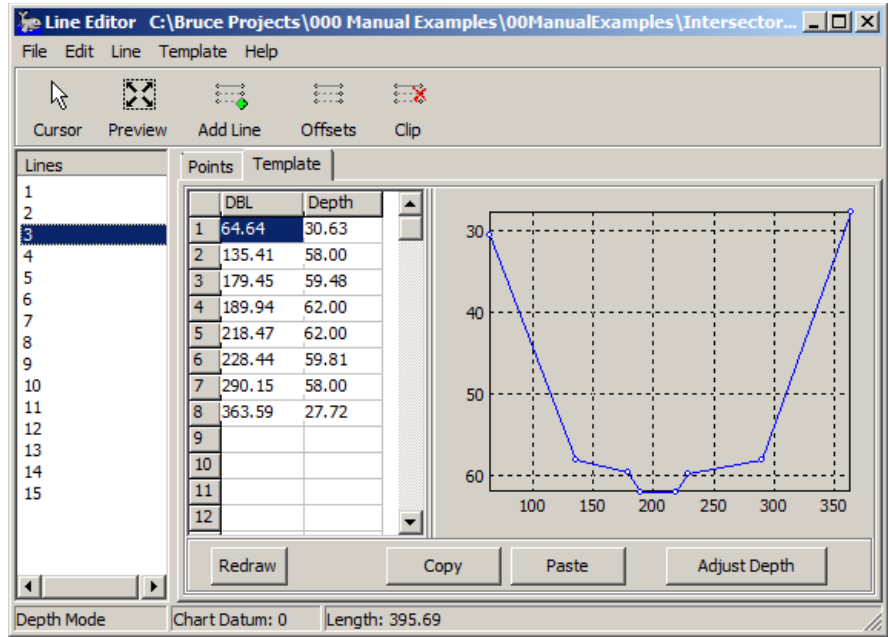 Line Editor C:\Bruce Projects\000 Manual Examples\00ManualExamples\Intersector...
File Edit Line Template Help
Cursor Preview Add Line Offsets Clip
Lines
1
2
3
4
5
6
7
8
9
10
11
12
13
14
15
Points Template
DBL Depth
1 64.64 30.63
2 135.41 58.00
3 179.45 59.48
4 189.94 62.00
5 218.47 62.00
6 228.44 59.81
7 290.15 58.00
8 363.59 27.72
9
10
11
12
30
40
50
60
100 150 200 250 300 350
Redraw Copy Paste Adjust Depth
Depth Mode Chart Datum: 0 Length: 395.69